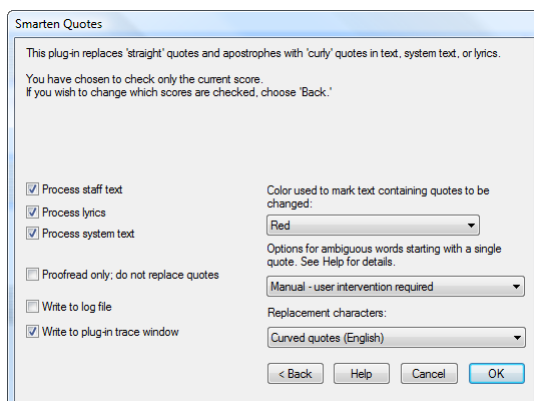 Smarten Quotes
This plug-in replaces 'straight' quotes and apostrophes with 'curly' quotes in text, system text, or lyrics.
You have chosen to check only the current score.
If you wish to change which scores are checked, choose 'Back.'
Process staff text
Process lyrics
Process system text
Proofread only; do not replace quotes
Write to log file
Write to plug-in trace window
Color used to mark text containing quotes to be
changed:
Red
Options for ambiguous words starting with a single
quote. See Help for details.
Manual - user intervention required
Replacement characters:
Curved quotes (English)
< Back
Help
Cancel
OK